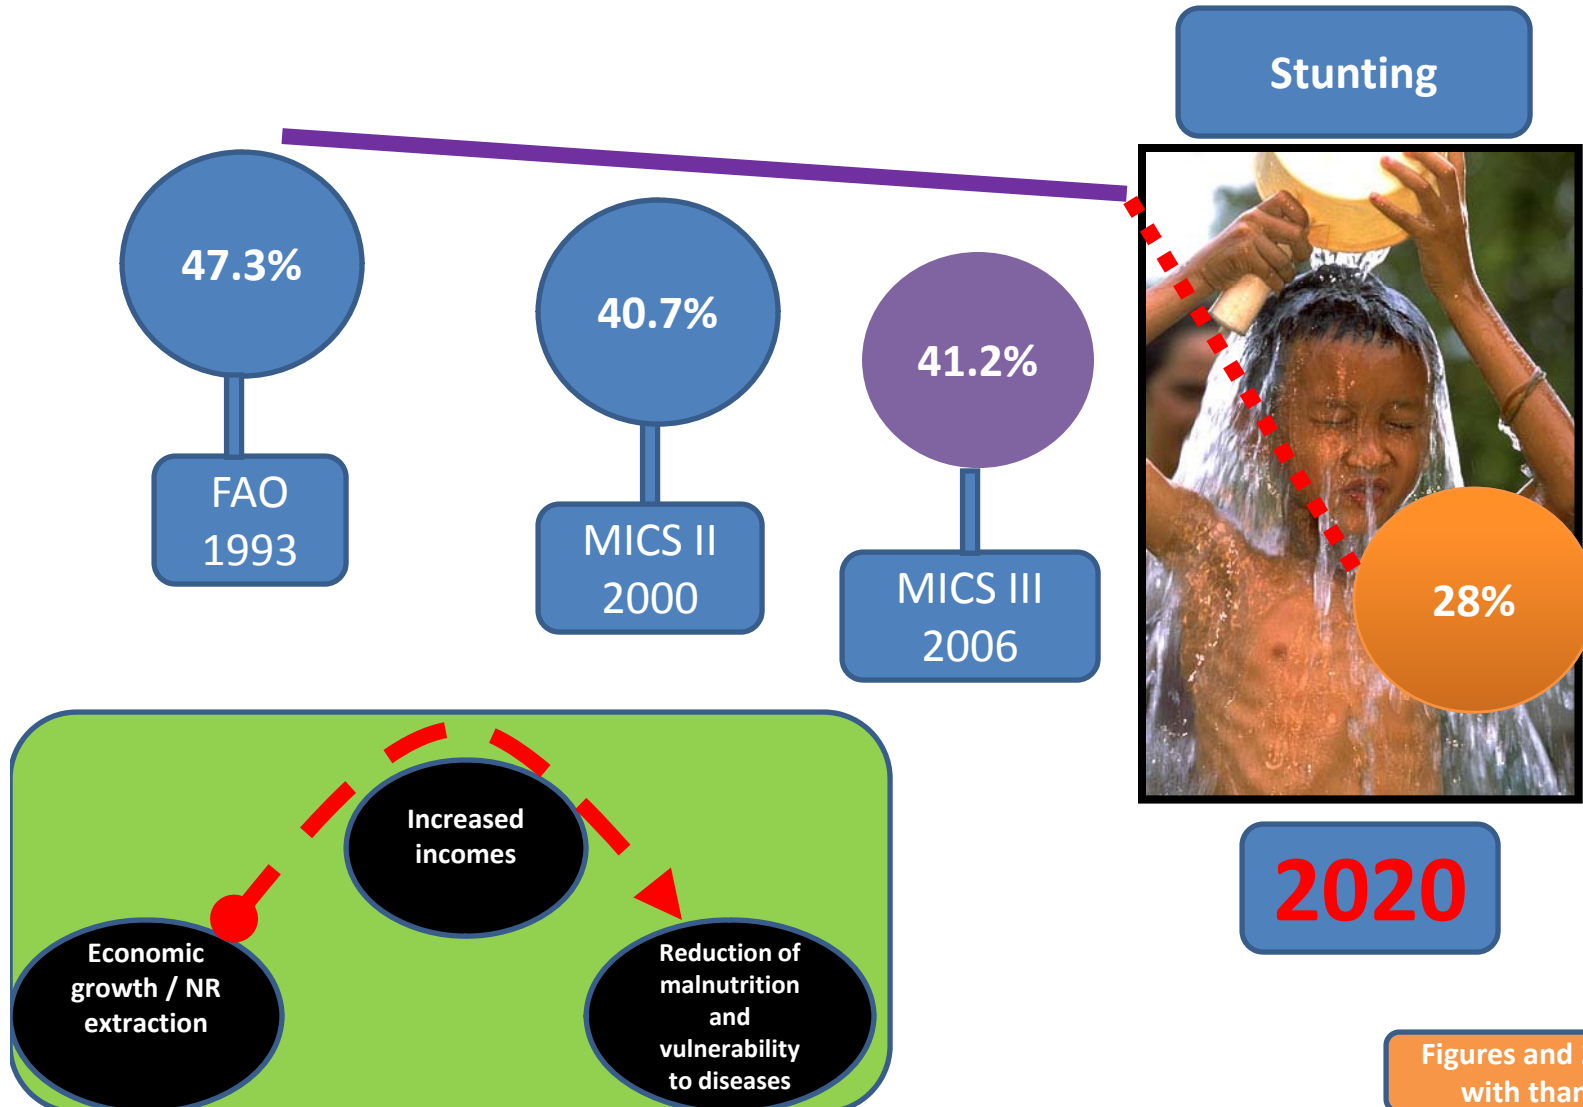 Stunting
47.3%
40.7%
41.2%
28%
FAO
1993
MICS II
2000
MICS III
2006
2020
Increased
incomes
Economic
growth / NR
extraction
Reduction of
malnutrition
and
vulnerability
to diseases
Figures and
with